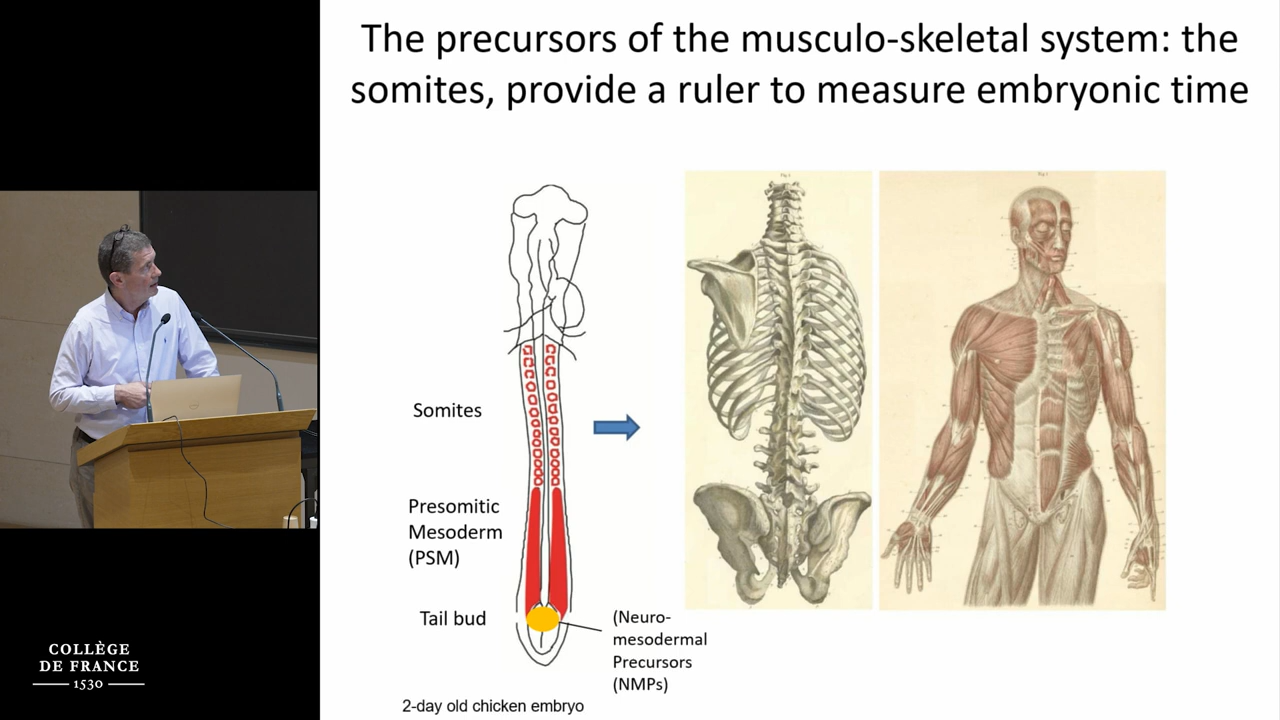 The precursors of the musculo-skeletal system: the
somites, provide a ruler to measure embryonic time
Somites
Presomitic
Mesoderm
(PSM)
Tail bud
(Neuro-
mesodermal
Precursors
(NMPs)
2-day old chicken embryo
COLLÈGE
DE FRANCE
1530